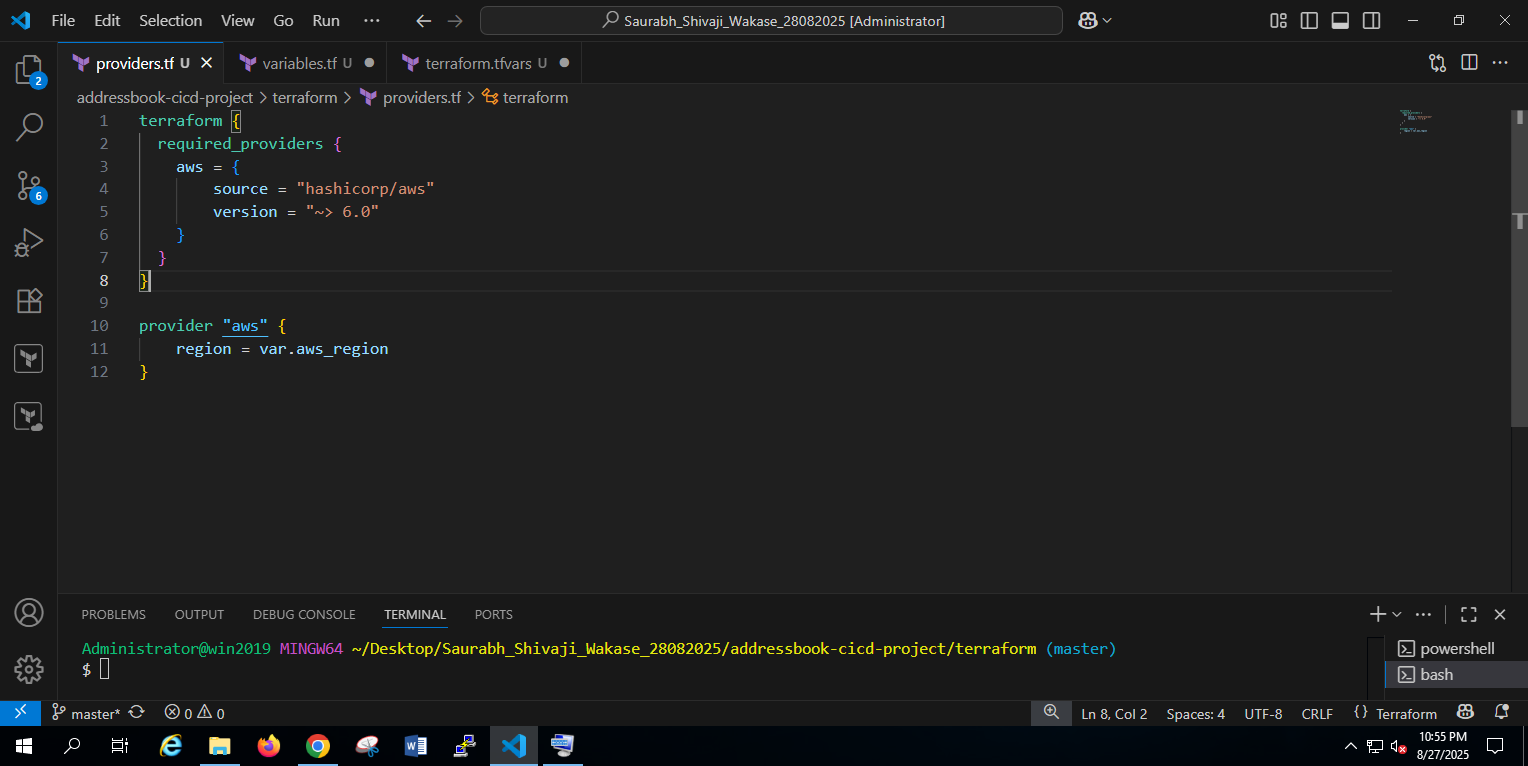 File Edit Selection View Go Run ··· Saurabh_Shivaji_Wakase_28082025 [Administrator]
2
6
providers.tf U variables.tf U terraform.tfvars U
addressbook-cicd-project > terraform > providers.tf > terraform
1 terraform {
2 required_providers {
3 aws = {
4 source = "hashicorp/aws"
5 version = "~> 6.0"
6 }
7 }
8 }
9
10 provider "aws" {
11 region = var.aws_region
12 }
PROBLEMS OUTPUT DEBUG CONSOLE TERMINAL PORTS
Administrator@win2019 MINGW64 ~/Desktop/Saurabh_Shivaji_Wakase_28082025/addressbook-cicd-project/terraform (master)
$
powershell
bash
master* 0 0 Ln 8, Col 2 Spaces: 4 UTF-8 CRLF {} Terraform
10:55 PM
8/27/2025